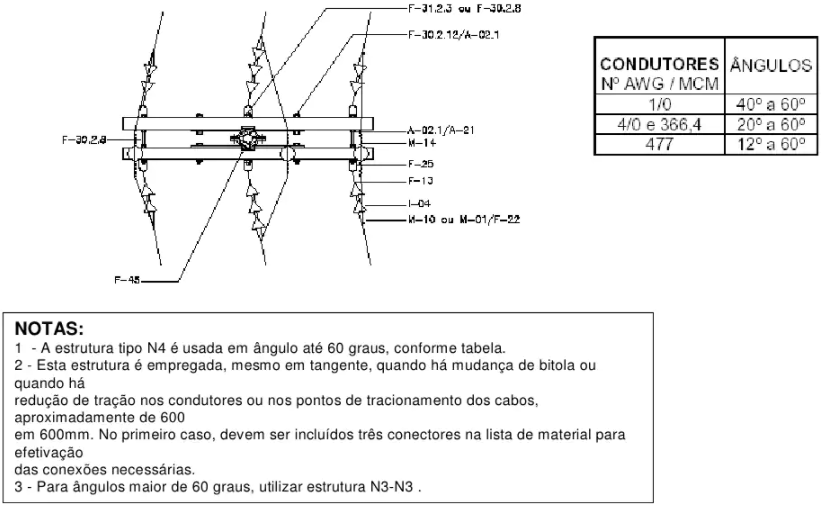 F-31.2.3 ou F-30.2.8
F-30.2.12/A-02.1
F-30.2.8
A-02.1/A-21
M-14
F-25
F-13
I-04
M-10 ou M-01/F-22
F-45
CONDUTORES ÂNGULOS
Nº AWG / MCM
1/0 40º a 60º
4/0 e 366,4 20º a 60º
477 12º a 60º
NOTAS:
1 - A estrutura tipo N4 é usada em ângulo até 60 graus, conforme tabela.
2 - Esta estrutura é empregada, mesmo em tangente, quando há mudança de bitola ou
quando há
redução de tração nos condutores ou nos pontos de tracionamento dos cabos,
aproximadamente de 600
em 600mm. No primeiro caso, devem ser incluídos três conectores na lista de material para
efetivação
das conexões necessárias.
3 - Para ângulos maior de 60 graus, utilizar estrutura N3-N3 .